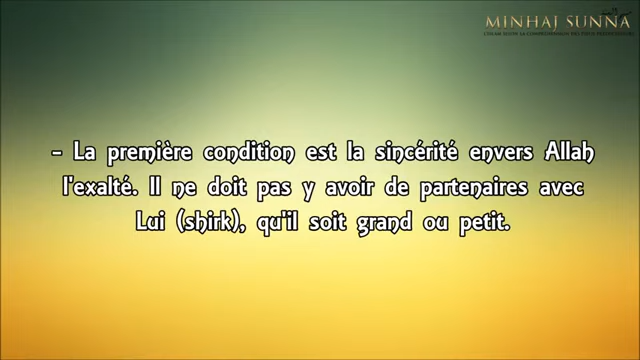 MINHAJ SUNNA
- La première condition est la sincérité envers Allah
l'exalté. Il ne doit pas y avoir de partenaires avec
Lui (shirk), qu'il soit grand ou petit.